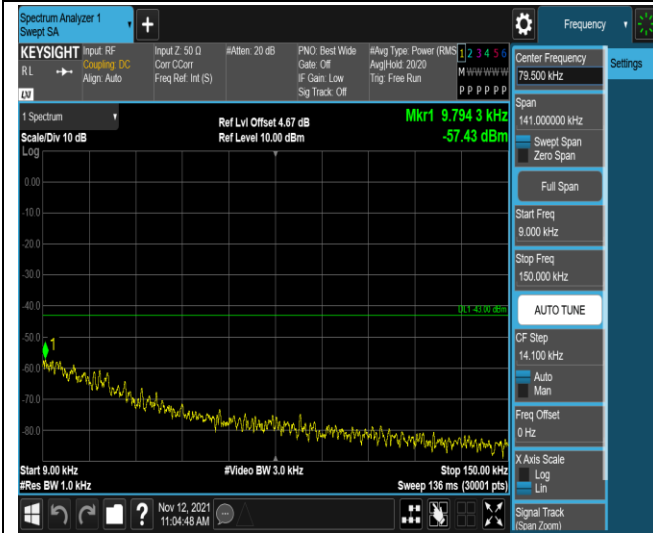 Spectrum Analyzer 1
Swept SA
+
Frequency
KEYSIGHT
RL
LXI
Input: RF
Coupling: DC
Align: Auto
Input Z: 50 Ω
Corr CCorr
Freq Ref: Int (S)
#Atten: 20 dB
PNO: Best Wide
Gate: Off
IF Gain: Low
Sig Track: Off
#Avg Type: Power (RMS
Avg|Hold: 20/20
Trig: Free Run
1 2 3 4 5 6
M W W W W W
P P P P P P
Center Frequency
79.500 kHz
Settings
Span
141.000000 kHz
Swept Span
Zero Span
Full Span
Start Freq
9.000 kHz
Stop Freq
150.000 kHz
AUTO TUNE
CF Step
14.100 kHz
Auto
Man
Freq Offset
0 Hz
X Axis Scale
Log
Lin
Signal Track
(Span Zoom)
1 Spectrum
Scale/Div 10 dB
Log
Ref Lvl Offset 4.67 dB
Ref Level 10.00 dBm
Mkr1 9.794 3 kHz
-57.43 dBm
0.00
-10.0
-20.0
-30.0
-40.0
DL1 -43.00 dBm
-50.0
1
-60.0
-70.0
-80.0
Start 9.00 kHz
#Video BW 3.0 kHz
Stop 150.00 kHz
#Res BW 1.0 kHz
Sweep 136 ms (30001 pts)
?
Nov 12, 2021
11:04:48 AM